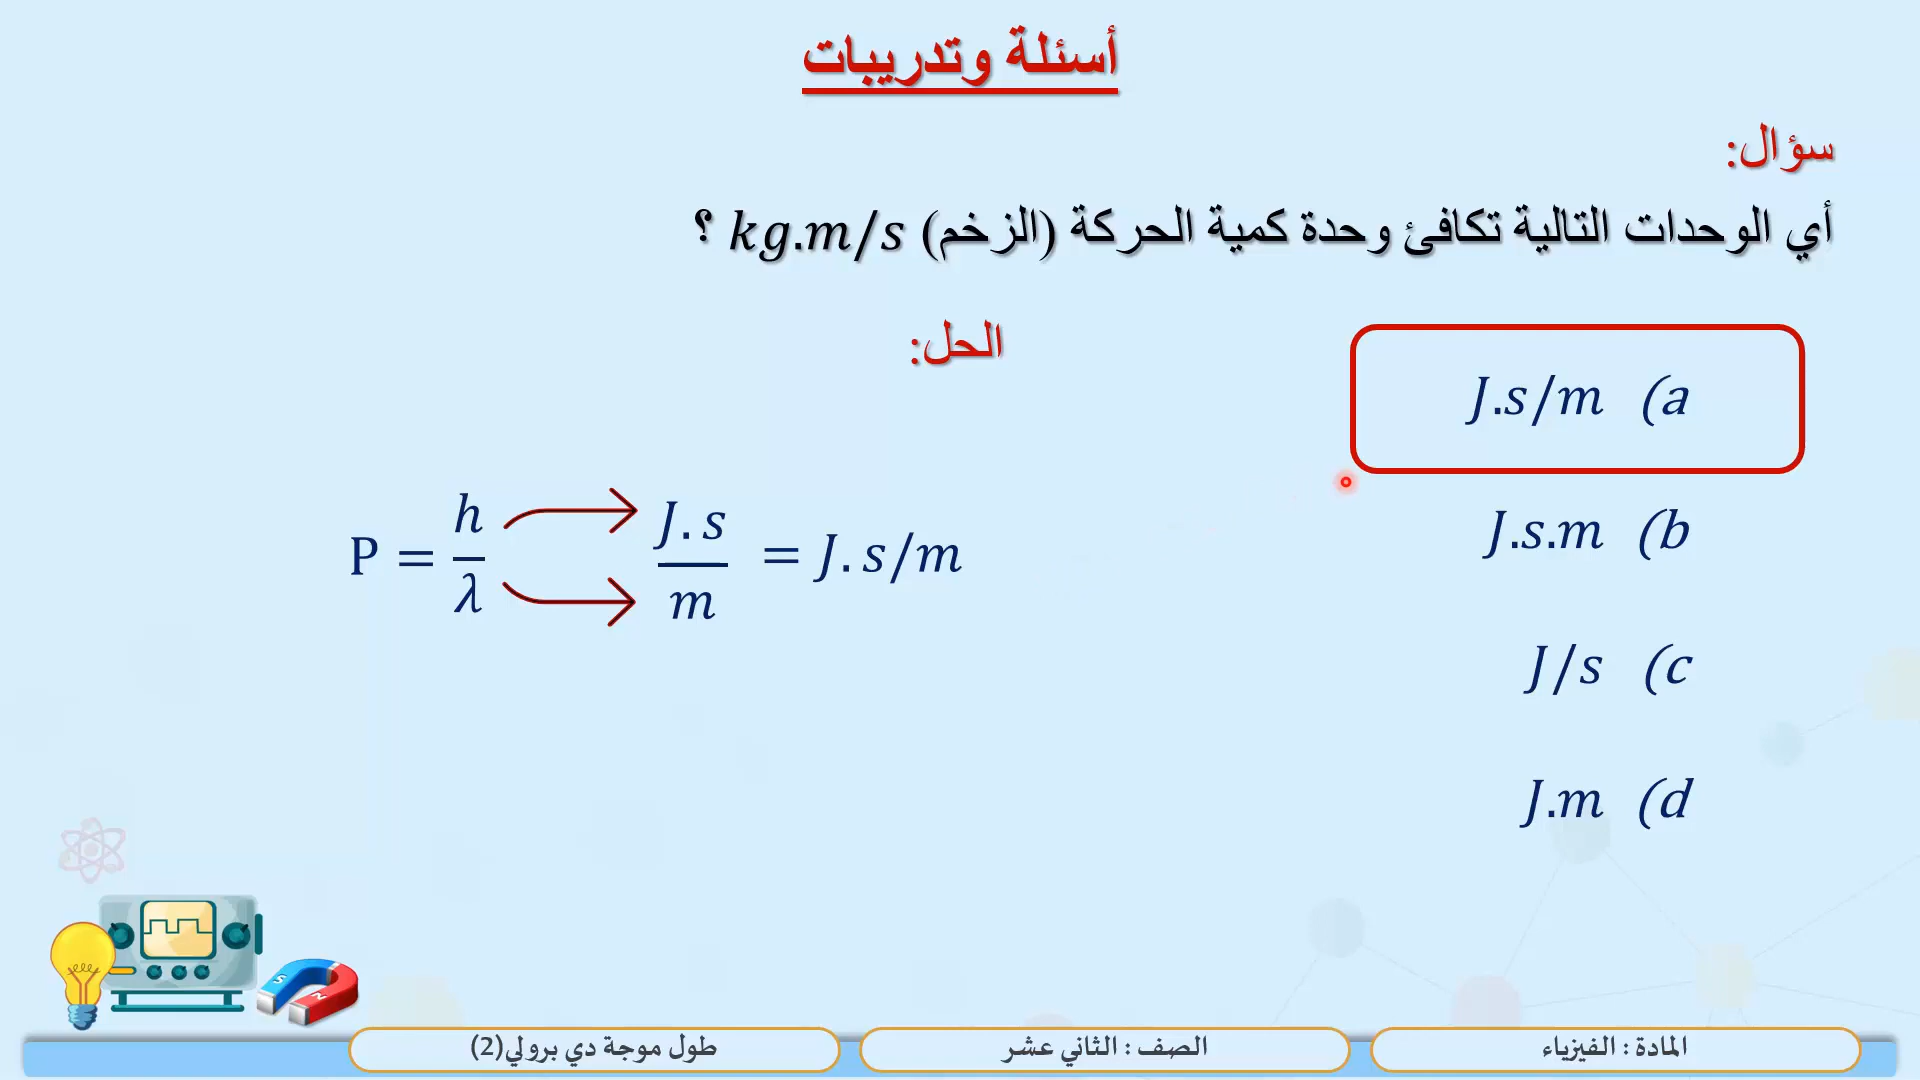 أسئلة وتدريبات
سؤال:
أي الوحدات التالية تكافئ وحدة كمية الحركة (الزخم) kg.m/s ؟
الحل:
a) J.s/m
b) J.s.m
c) J/s
d) J.m
P = h/λ J.s/m = J.s/m
S N
المادة : الفيزياء
الصف : الثاني عشر
طول موجة دي برولي(2)